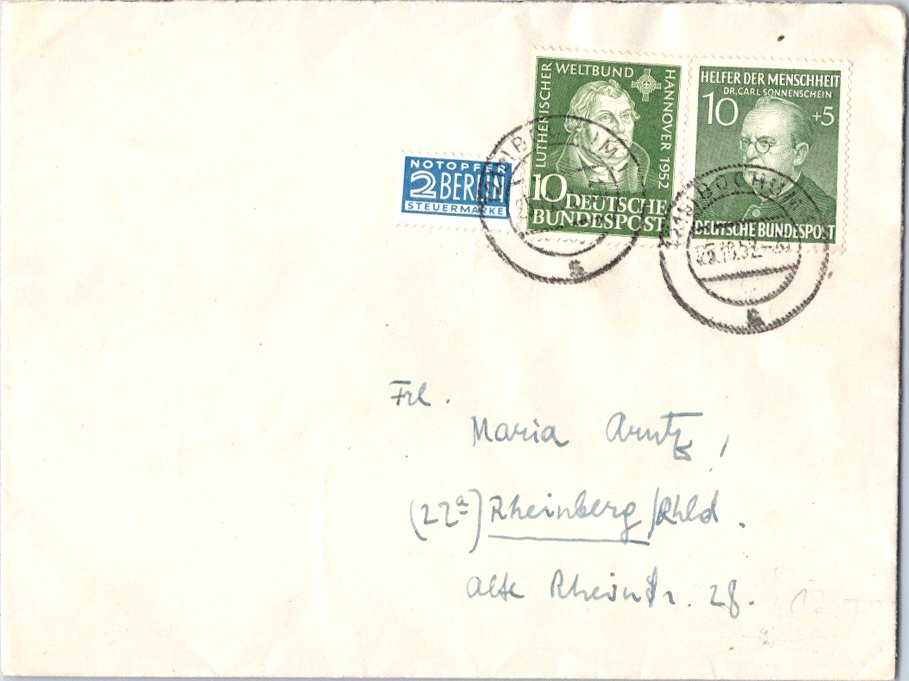 NOTOPFER
2 BERLIN
STEUERMARKE
LUTHERISCHER WELTBUND HANNOVER 1952
10 DEUTSCHE
BUNDESPOST
HELFER DER MENSCHHEIT
DR. CARL SONNENSCHEIN
10 +5
DEUTSCHE BUNDESPOST
BOCHUM
Frl.
Maria Arntz,
(22a) Rheinberg/Rhld.
Alte Rheinstr. 28.